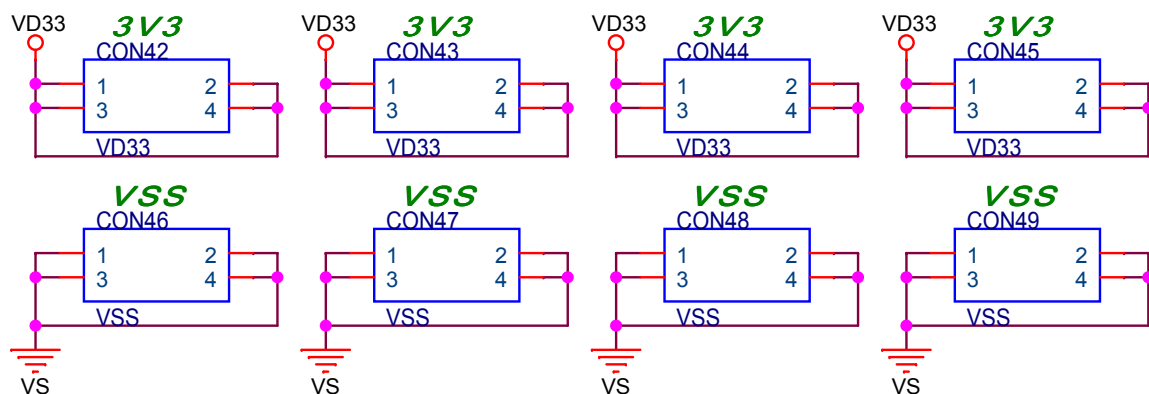 VD33 3V3 VD33 3V3 VD33 3V3 VD33 3V3
CON42 CON43 CON44 CON45
1 2 1 2 1 2 1 2
3 4 3 4 3 4 3 4
VD33 VD33 VD33 VD33
VSS VSS VSS VSS
CON46 CON47 CON48 CON49
1 2 1 2 1 2 1 2
3 4 3 4 3 4 3 4
VSS VSS VSS VSS
VS VS VS VS